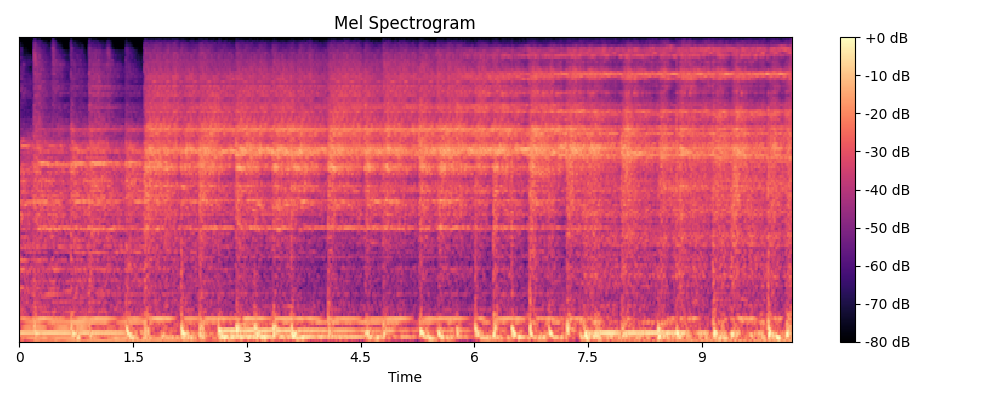 Mel Spectrogram
+0 dB
-10 dB
-20 dB
-30 dB
-40 dB
-50 dB
-60 dB
-70 dB
-80 dB
0 1.5 3 4.5 6 7.5 9
Time